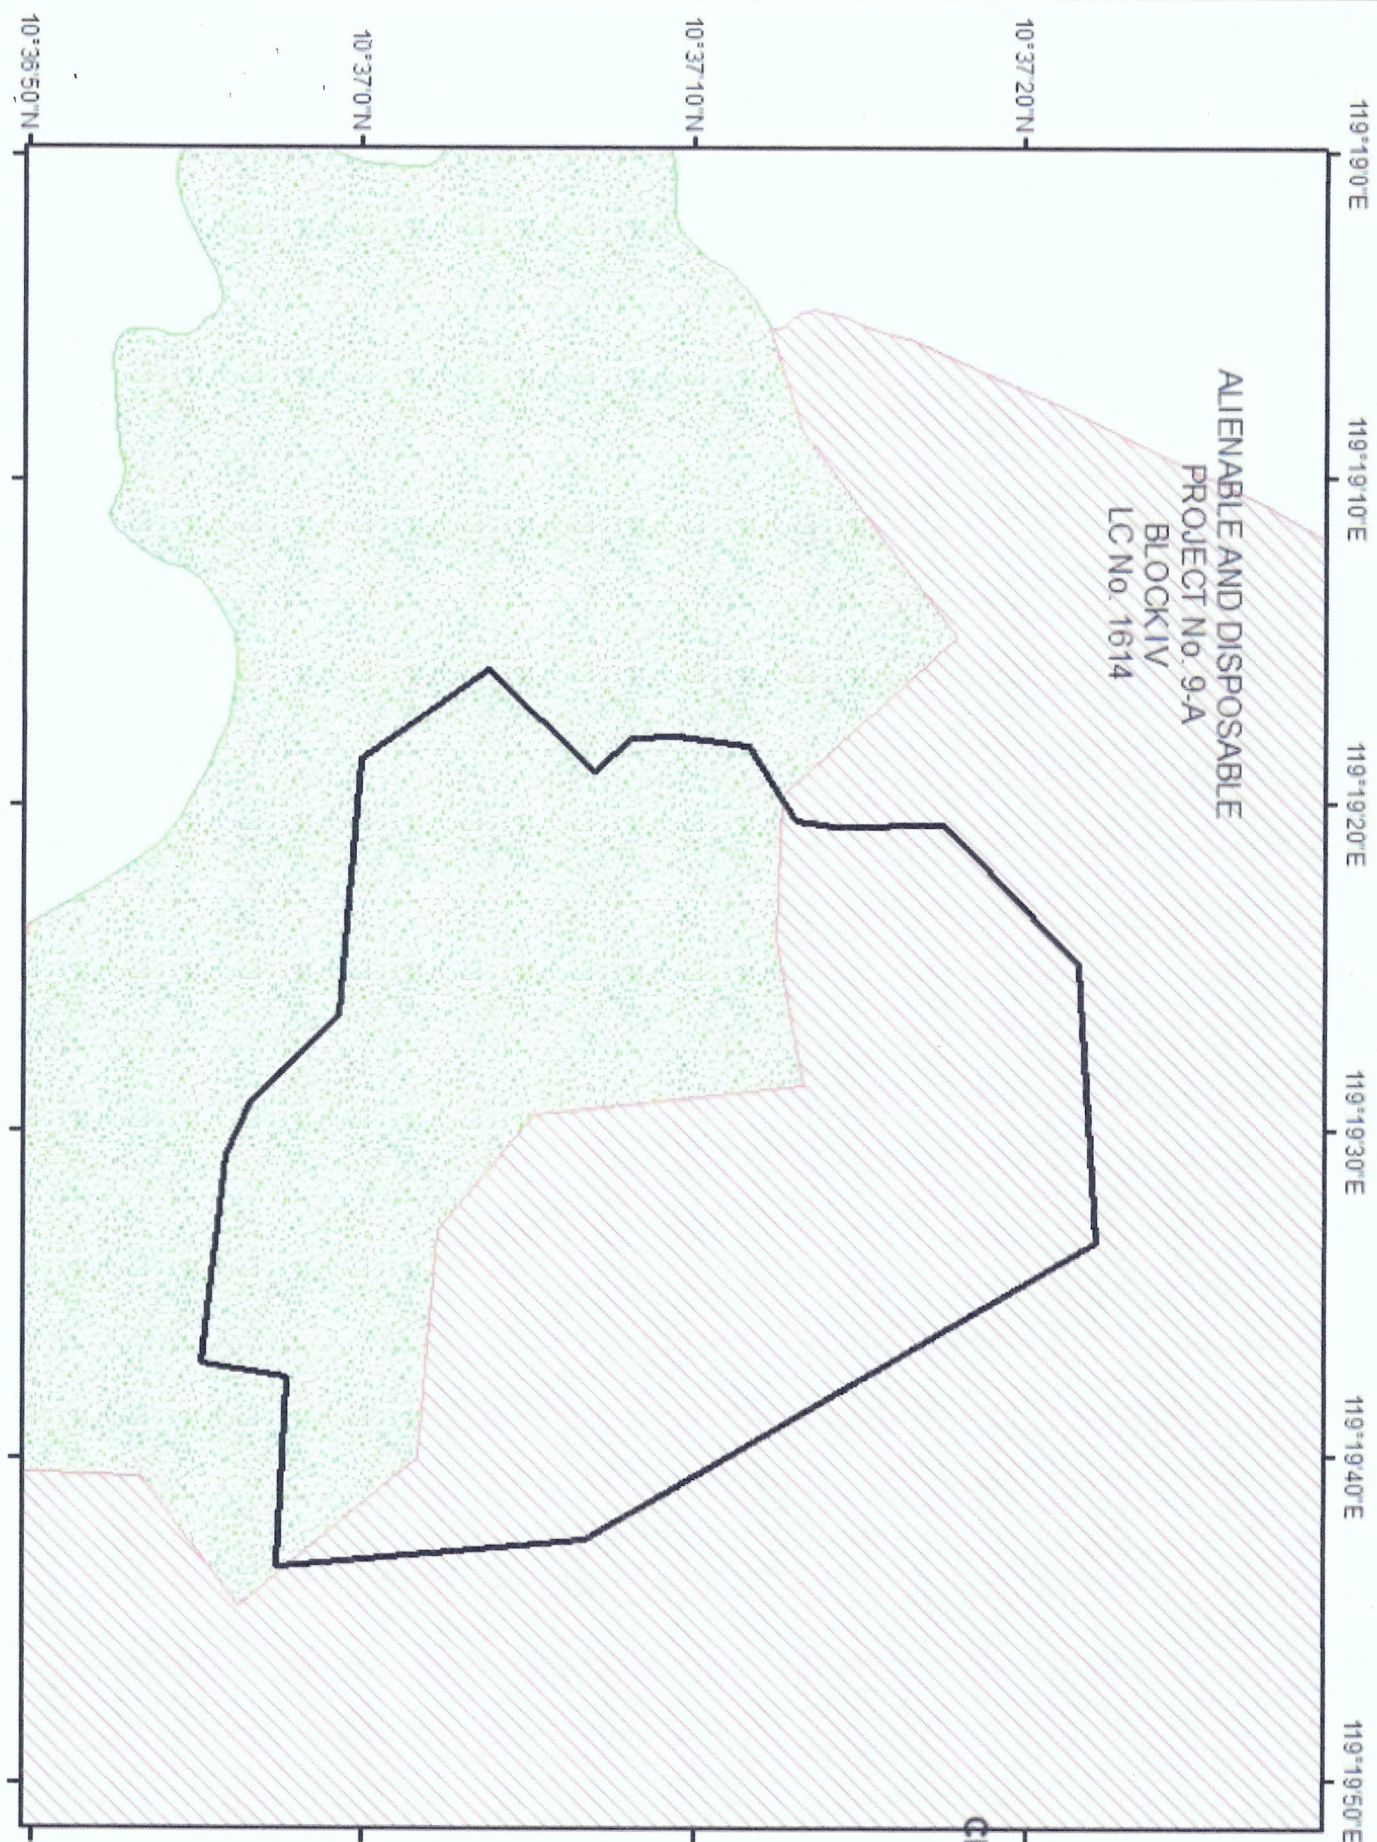 119°19'0"E
119°19'10"E
119°19'20"E
119°19'30"E
119°19'40"E
119°19'50"E
10°37'20"N
10°37'10"N
10°37'0"N
10°36'50"N
ALIENABLE AND DISPOSABLE
PROJECT No. 9-A
BLOCK IV
LC No. 1614